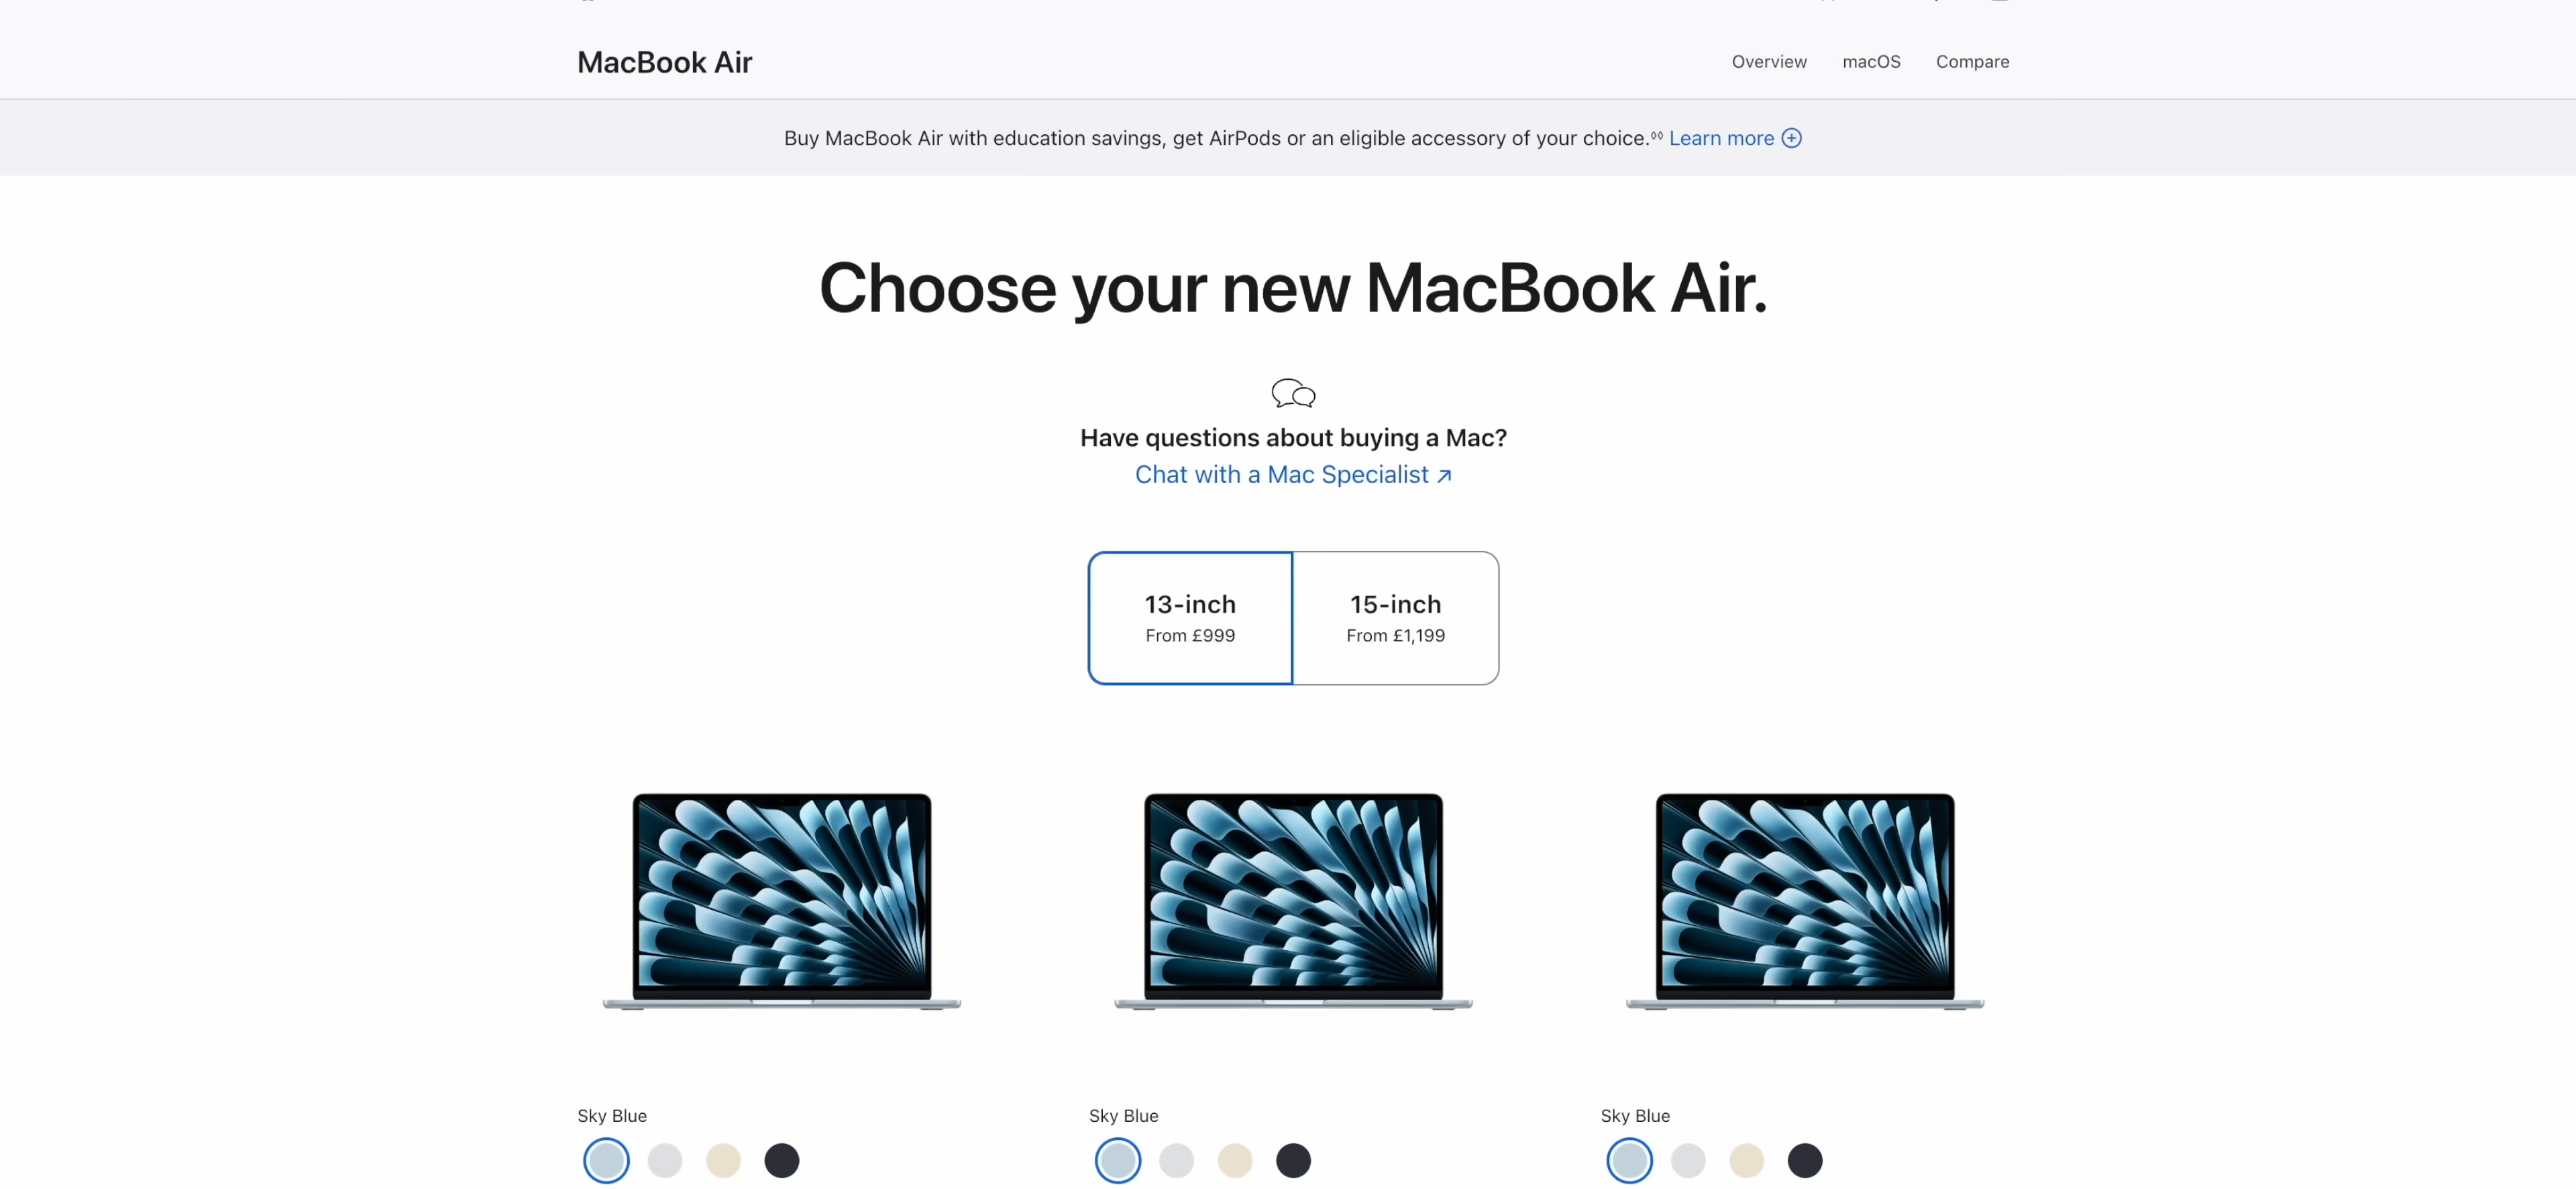 MacBook Air
Overview macOS Compare
Buy MacBook Air with education savings, get AirPods or an eligible accessory of your choice.◊◊ Learn more
Choose your new MacBook Air.
Have questions about buying a Mac?
Chat with a Mac Specialist ↗
13-inch
From £999
15-inch
From £1,199
Sky Blue
Sky Blue
Sky Blue